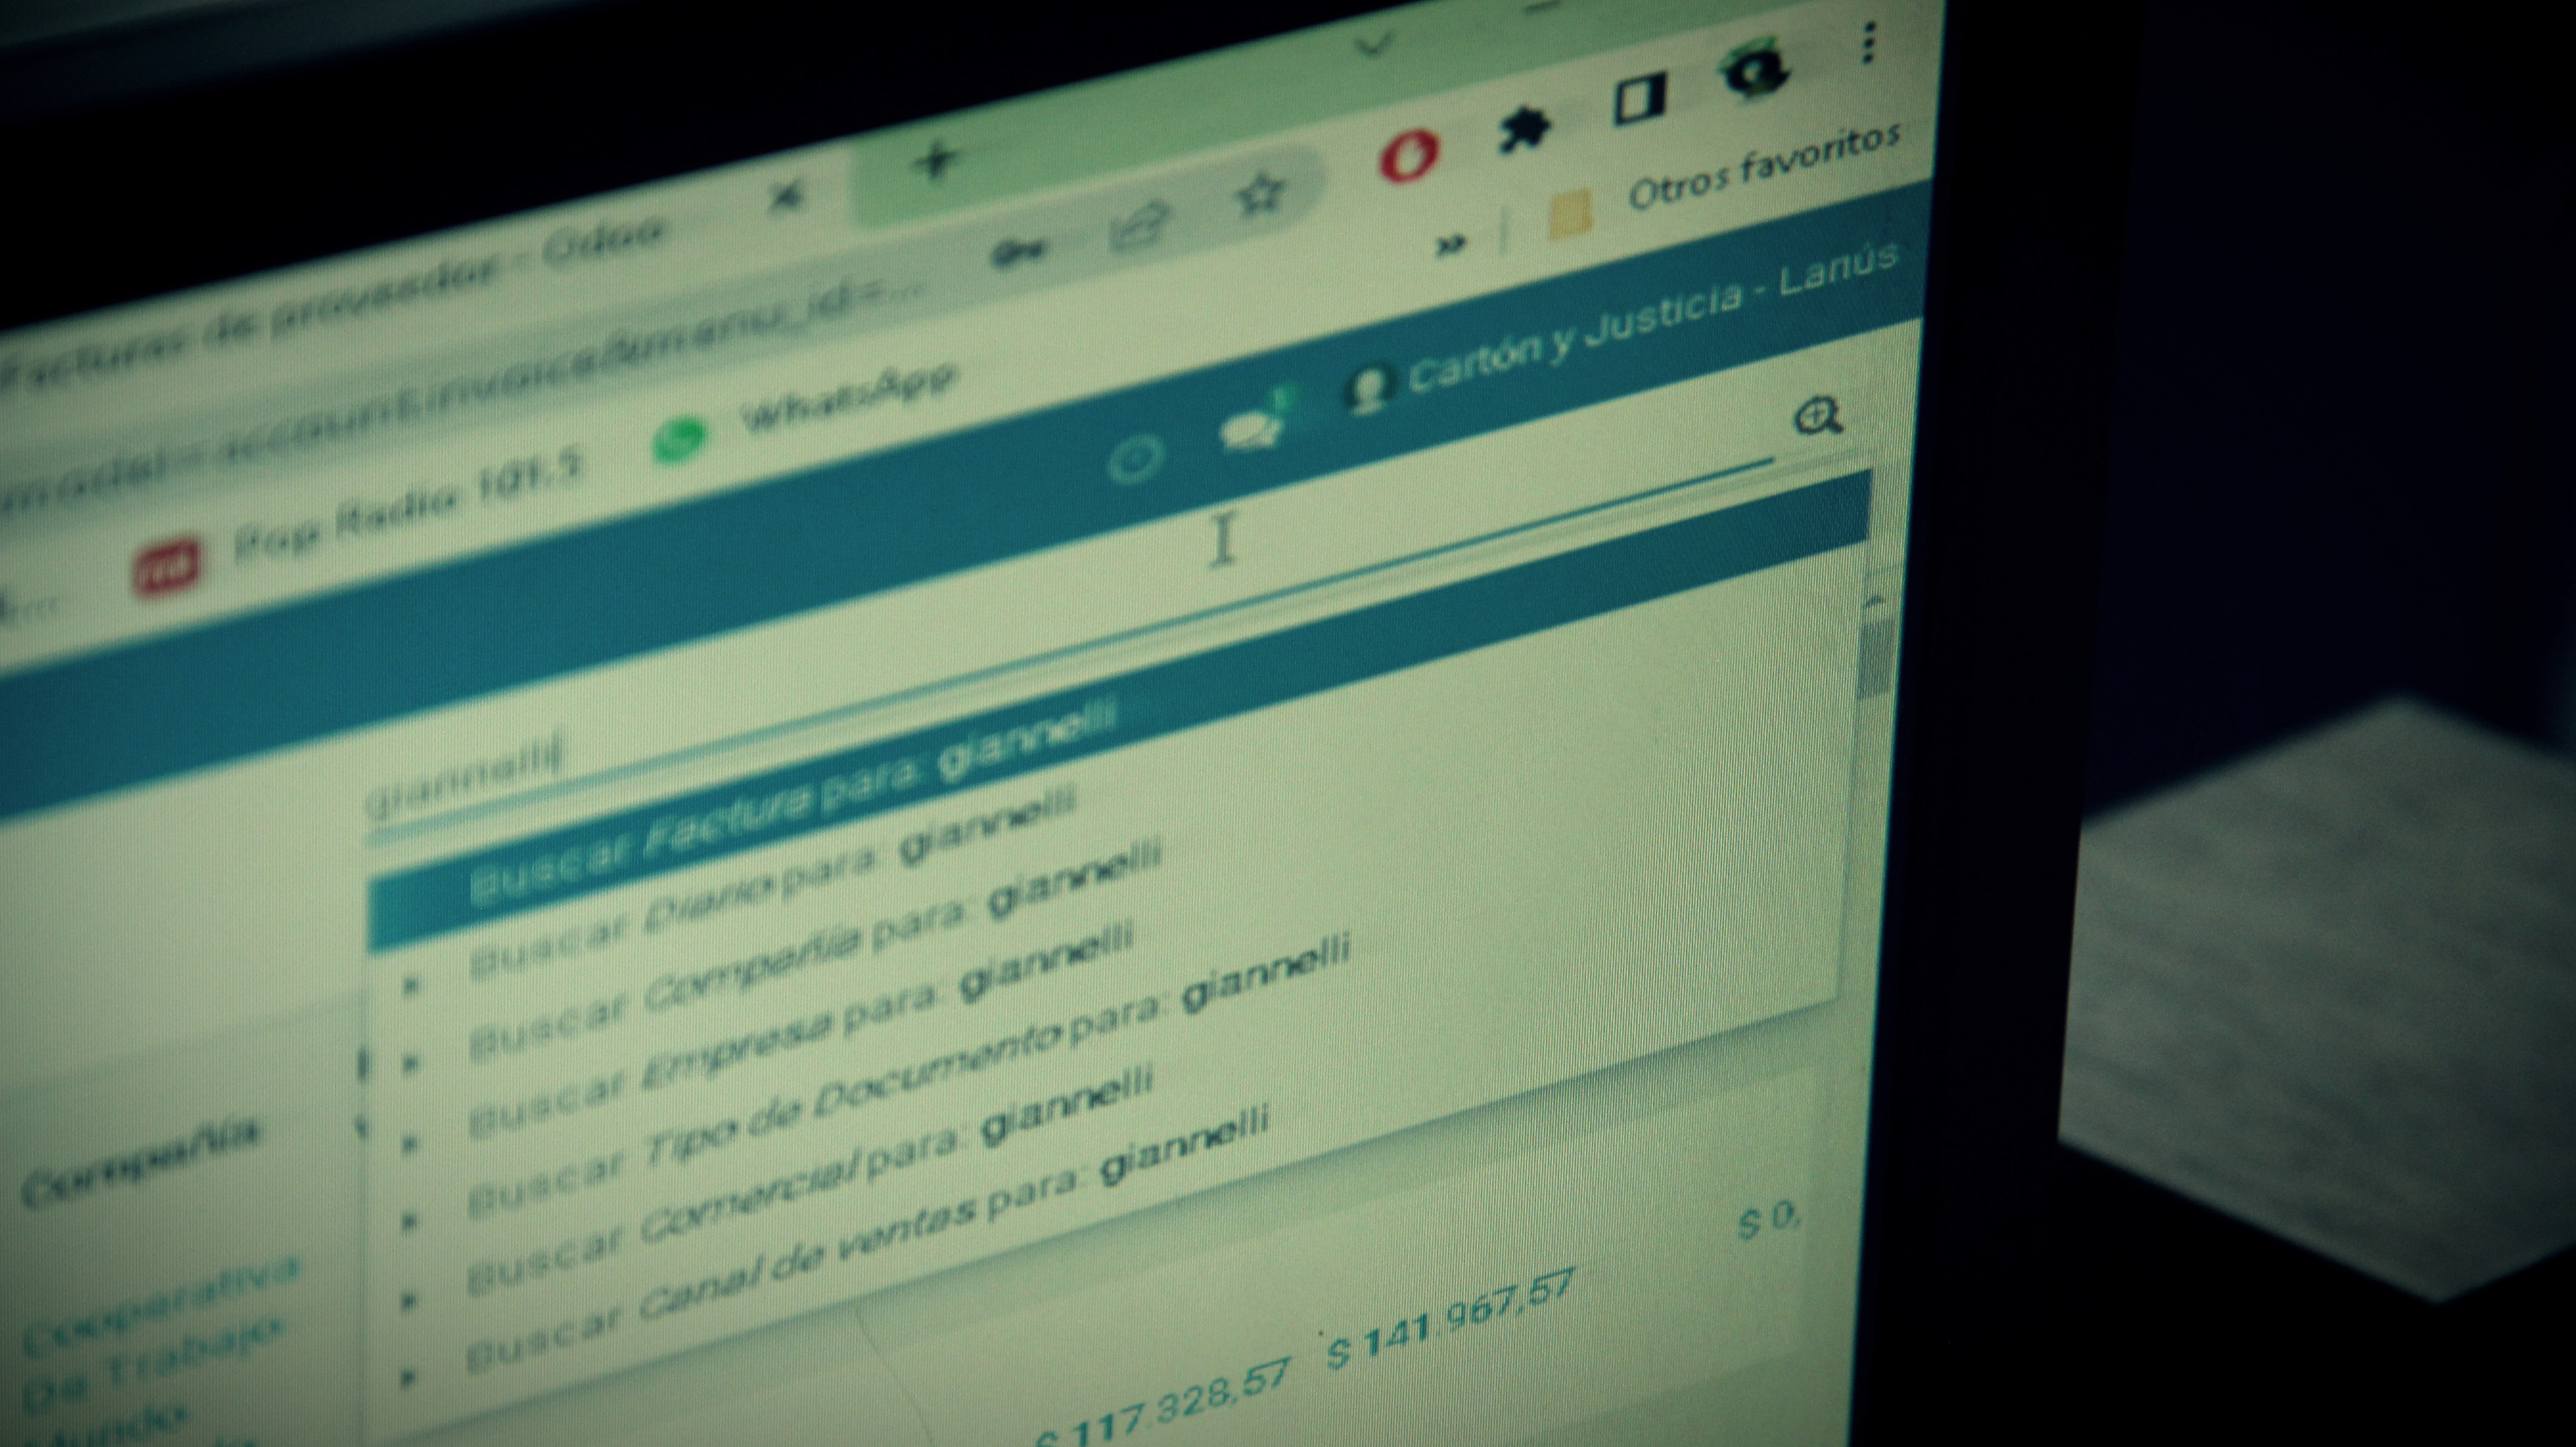 Facturas de proveedor - Odoo
model=account.invoice&menu_id=...
Pop Radio 101.5
WhatsApp
»
Otros favoritos
Cartón y Justicia - Lanús
giannelli
Buscar Factura para: giannelli
Buscar Diario para: giannelli
Buscar Compañía para: giannelli
Buscar Empresa para: giannelli
Buscar Tipo de Documento para: giannelli
Buscar Comercial para: giannelli
Buscar Canal de ventas para: giannelli
Compañía
Cooperativa
De Trabajo
Mundo
$ 117.328,57 $ 141.967,57 $ 0,